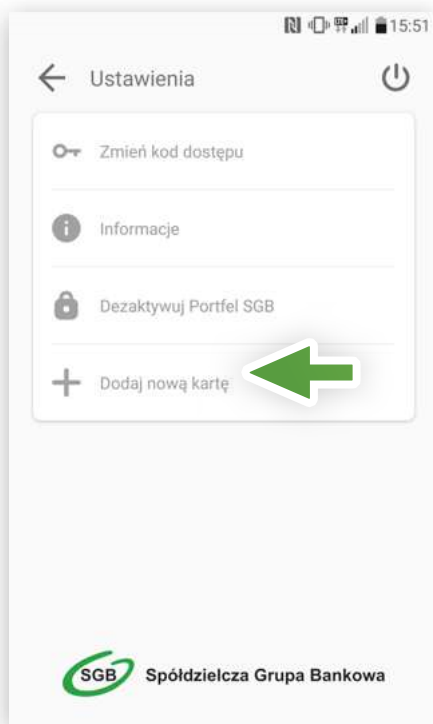 15:51
Ustawienia
Zmień kod dostępu
Informacje
Dezaktywuj Portfel SGB
Dodaj nową kartę
SGB Spółdzielcza Grupa Bankowa